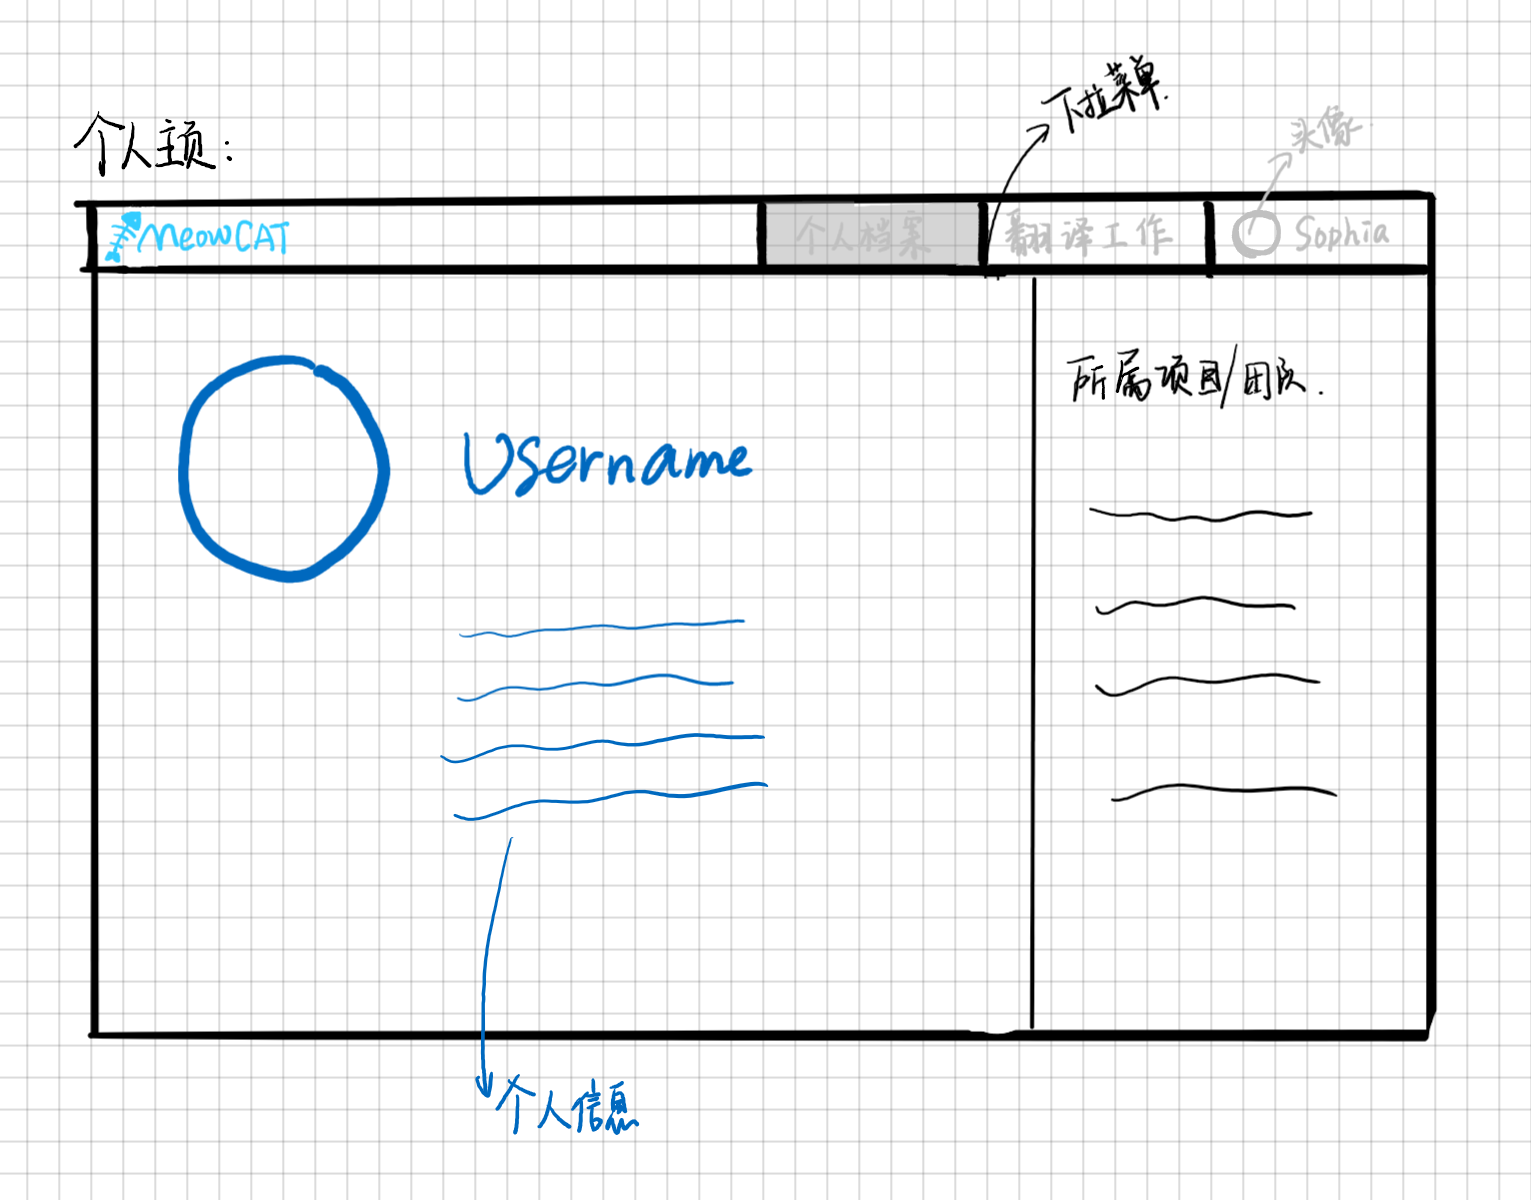 下拉菜单.
头像.
个人主页:
MeowCAT 个人档案 翻译工作 Sophia
所属项目/团队.
Username
个人信息